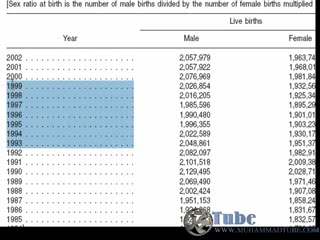 [Sex ratio at birth is the number of male births divided by the number of female births multiplied
Live births
Year Male Female
2002 2,057,979 1,963,74
2001 2,057,922 1,968,01
2000 2,076,969 1,981,84
1999 2,026,854 1,932,56
1998 2,016,205 1,925,34
1997 1,985,596 1,895,29
1996 1,990,480 1,901,01
1995 1,996,355 1,903,23
1994 2,022,589 1,930,17
1993 2,048,861 1,951,37
1992 2,082,097 1,982,91
1991 2,101,518 2,009,38
1990 2,129,495 2,028,71
1989 2,069,490 1,971,46
1988 2,002,424 1,907,08
1987 1,951,153 1,858,24
1986 1,831,67
1985 1,832,57
Tube
www.muhammadtube.com